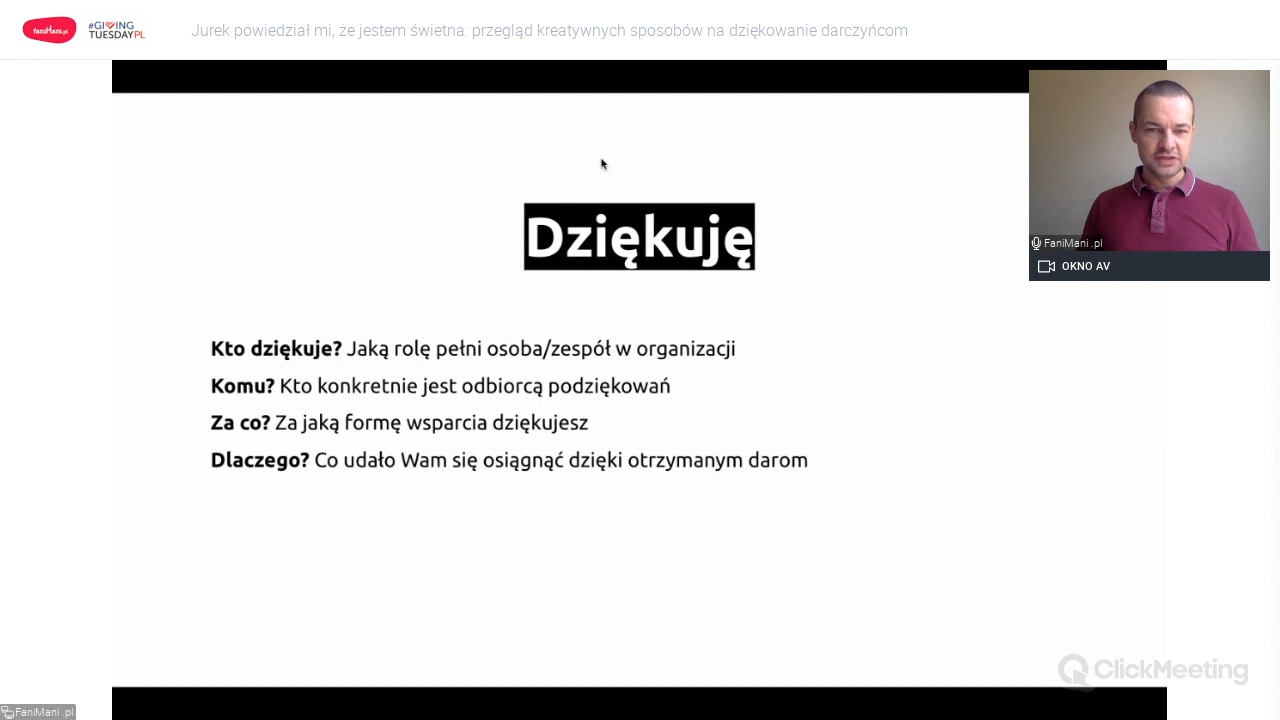 faniMani.pl
#GIVING
TUESDAYPL
Jurek powiedział mi, że jestem świetna: przegląd kreatywnych sposobów na dziękowanie darczyńcom
Dziękuję
FaniMani .pl
OKNO AV
Kto dziękuje? Jaką rolę pełni osoba/zespół w organizacji
Komu? Kto konkretnie jest odbiorcą podziękowań
Za co? Za jaką formę wsparcia dziękujesz
Dlaczego? Co udało Wam się osiągnąć dzięki otrzymanym darom
ClickMeeting
FaniMani .pl